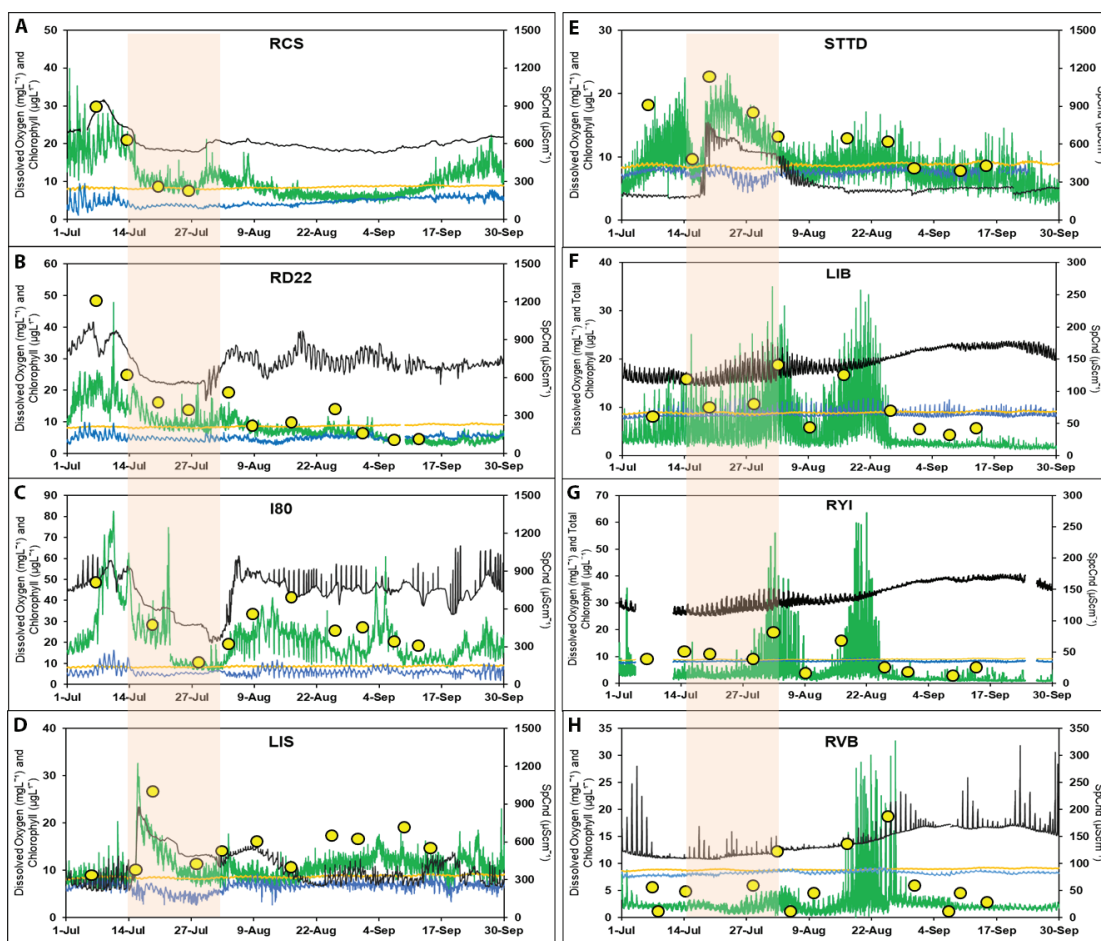 A
RCS
Dissolved Oxygen (mgL⁻¹) and
Chlorophyll (µgL⁻¹)
50
40
30
20
10
0
1500
1200
900
600
300
0
SpCnd (µScm⁻¹)
1-Jul 14-Jul 27-Jul 9-Aug 22-Aug 4-Sep 17-Sep 30-Sep
B
RD22
Dissolved Oxygen (mgL⁻¹) and
Chlorophyll (µgL⁻¹)
60
50
40
30
20
10
0
1500
1200
900
600
300
0
SpCnd (µScm⁻¹)
1-Jul 14-Jul 27-Jul 9-Aug 22-Aug 4-Sep 17-Sep 30-Sep
C
I80
Dissolved Oxygen (mgL⁻¹) and
Chlorophyll (µgL⁻¹)
90
80
70
60
50
40
30
20
10
0
1500
1200
900
600
300
0
SpCnd (µScm⁻¹)
1-Jul 14-Jul 27-Jul 9-Aug 22-Aug 4-Sep 17-Sep 30-Sep
D
LIS
Dissolved Oxygen (mgL⁻¹) and
Chlorophyll (µgL⁻¹)
40
30
20
10
0
1500
1200
900
600
300
0
SpCnd (µScm⁻¹)
1-Jul 14-Jul 27-Jul 9-Aug 22-Aug 4-Sep 17-Sep 30-Sep
E
STTD
Dissolved Oxygen (mgL⁻¹) and
Chlorophyll (µgL⁻¹)
30
20
10
0
1500
1200
900
600
300
0
SpCnd (µScm⁻¹)
1-Jul 14-Jul 27-Jul 9-Aug 22-Aug 4-Sep 17-Sep 30-Sep
F
LIB
Dissolved Oxygen (mgL⁻¹) and Total
Chlorophyll (µgL⁻¹)
40
30
20
10
0
300
250
200
150
100
50
0
SpCnd (µScm⁻¹)
1-Jul 14-Jul 27-Jul 9-Aug 22-Aug 4-Sep 17-Sep 30-Sep
G
RYI
Dissolved Oxygen (mgL⁻¹) and Total
Chlorophyll (µgL⁻¹)
70
60
50
40
30
20
10
0
300
250
200
150
100
50
0
SpCnd (µScm⁻¹)
1-Jul 14-Jul 27-Jul 9-Aug 22-Aug 4-Sep 17-Sep 30-Sep
H
RVB
Dissolved Oxygen (mgL⁻¹) and
Chlorophyll (µgL⁻¹)
35
30
25
20
15
10
5
0
350
300
250
200
150
100
50
0
SpCnd (µScm⁻¹)
1-Jul 14-Jul 27-Jul 9-Aug 22-Aug 4-Sep 17-Sep 30-Sep